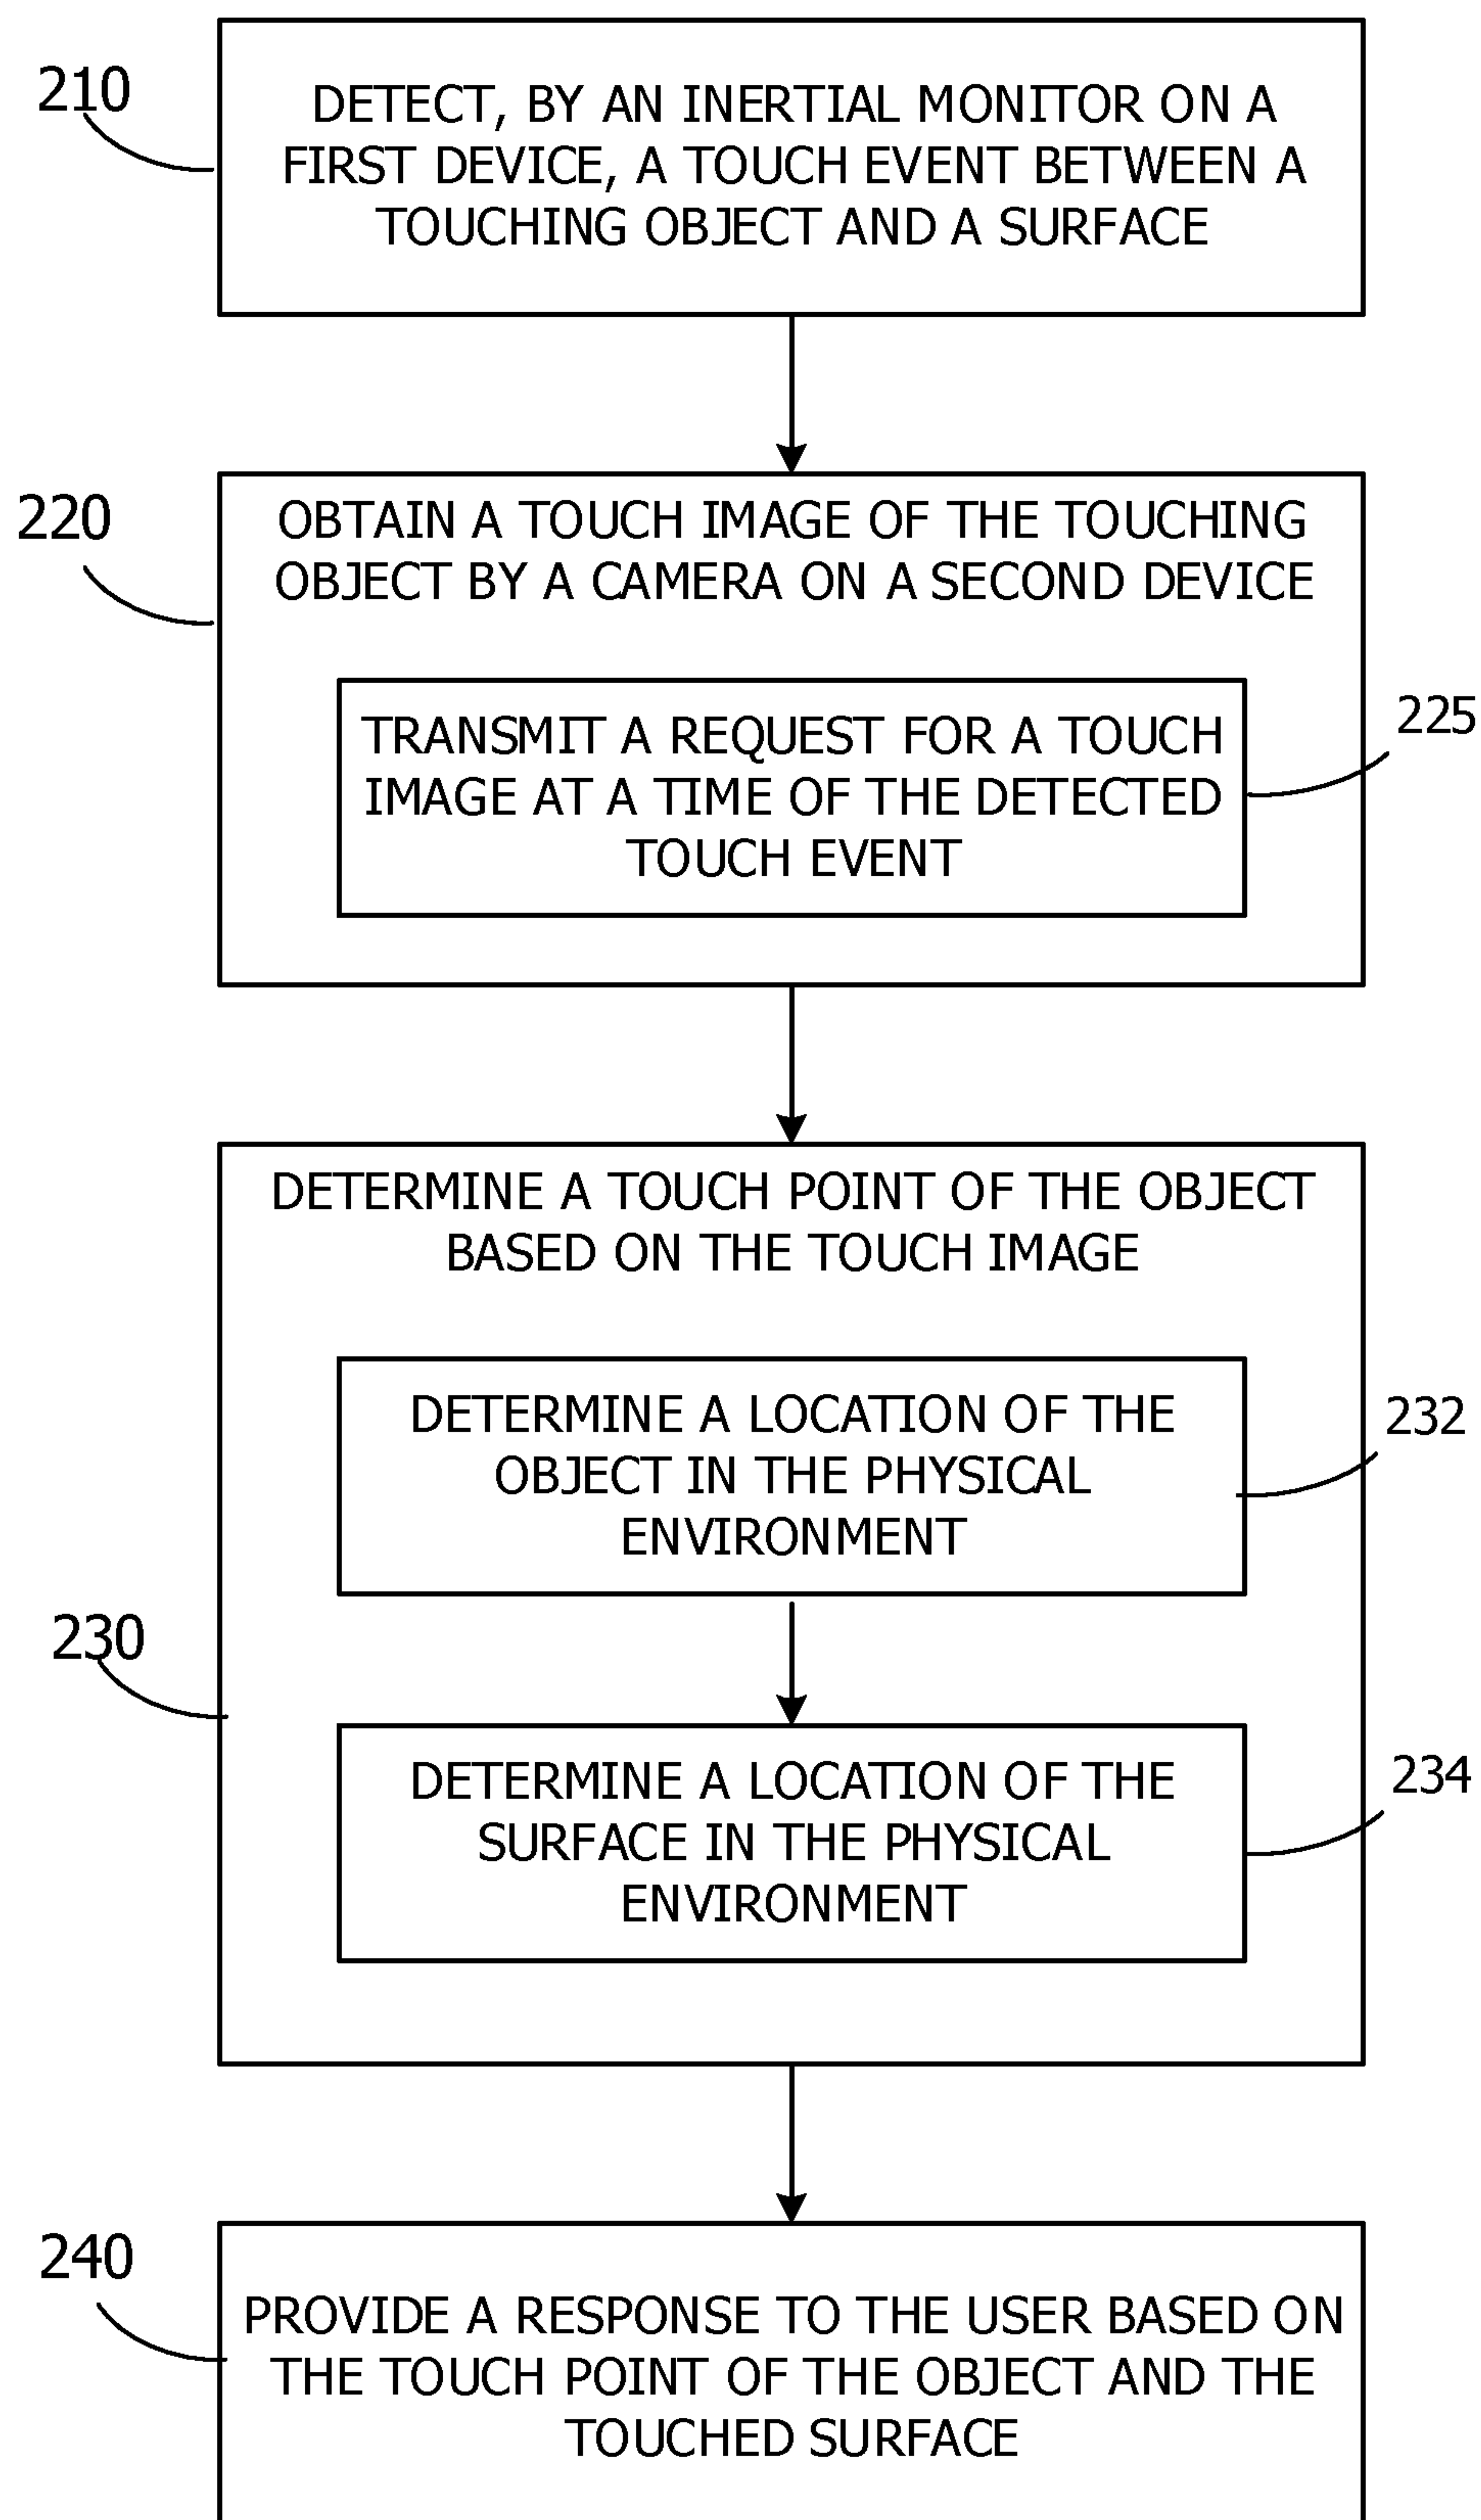 210
DETECT, BY AN INERTIAL MONITOR ON A
FIRST DEVICE, A TOUCH EVENT BETWEEN A
TOUCHING OBJECT AND A SURFACE
220
OBTAIN A TOUCH IMAGE OF THE TOUCHING
OBJECT BY A CAMERA ON A SECOND DEVICE
225
TRANSMIT A REQUEST FOR A TOUCH
IMAGE AT A TIME OF THE DETECTED
TOUCH EVENT
230
DETERMINE A TOUCH POINT OF THE OBJECT
BASED ON THE TOUCH IMAGE
232
DETERMINE A LOCATION OF THE
OBJECT IN THE PHYSICAL
ENVIRONMENT
234
DETERMINE A LOCATION OF THE
SURFACE IN THE PHYSICAL
ENVIRONMENT
240
PROVIDE A RESPONSE TO THE USER BASED ON
THE TOUCH POINT OF THE OBJECT AND THE
TOUCHED SURFACE